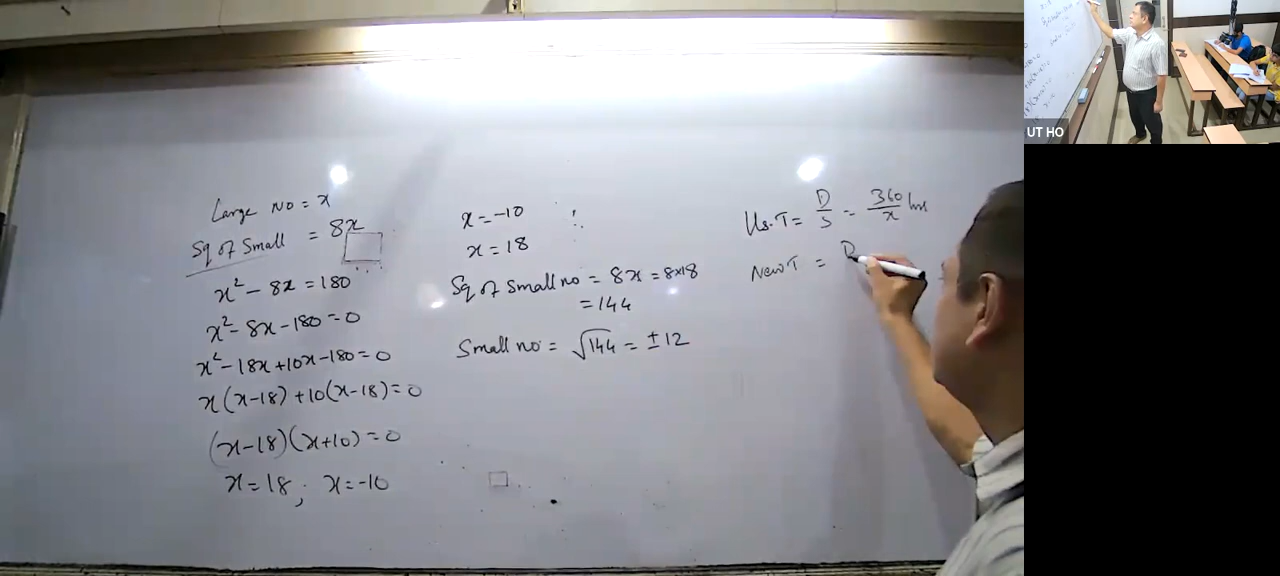 Large No = x
Sq of Small = 8x
x² - 8x = 180
x² - 8x - 180 = 0
x² - 18x + 10x - 180 = 0
x(x-18) + 10(x-18) = 0
(x-18)(x+10) = 0
x = 18 ; x = -10
x = -10
x = 18
Sq of Small no = 8x = 8×18
= 144
Small no = √144 = ±12
Us.T = D/S = 360/x hrs
New T = D
UT HO